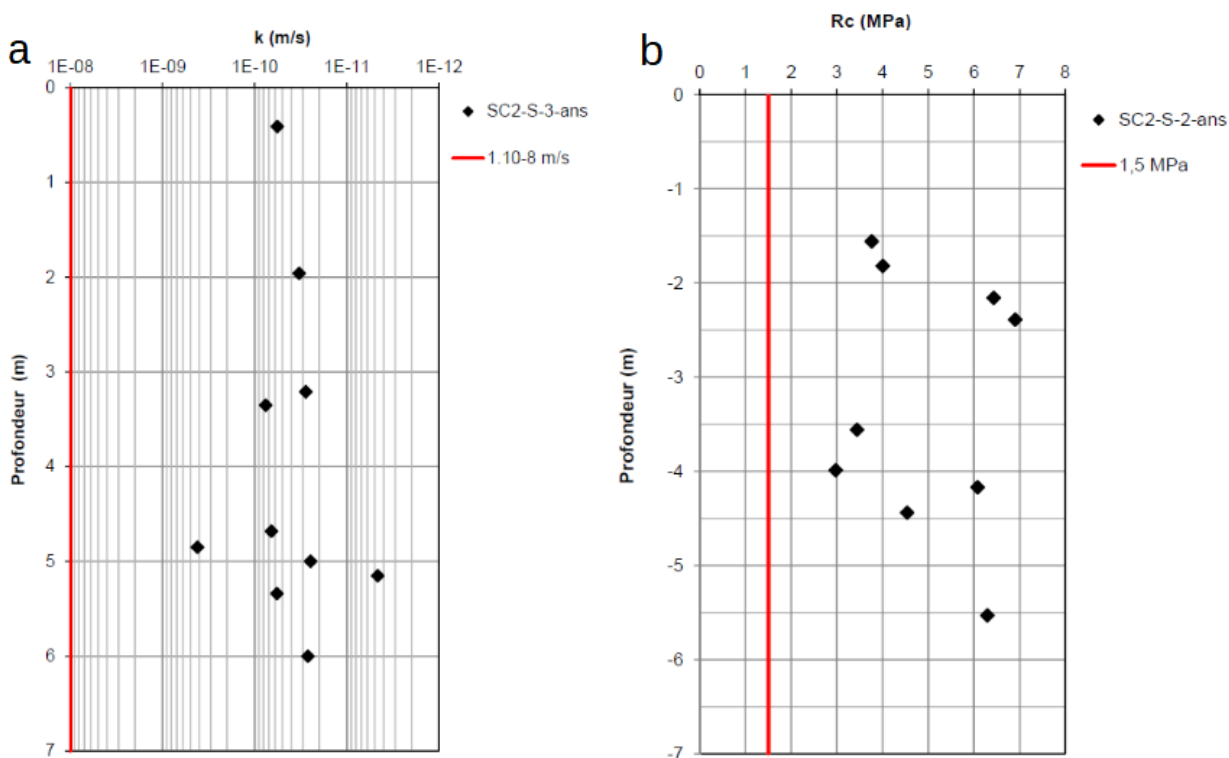 a
k (m/s)
1E-08 1E-09 1E-10 1E-11 1E-12
0
1
2
3
4
5
6
7
Profondeur (m)
SC2-S-3-ans
1.10-8 m/s
b
Rc (MPa)
0 1 2 3 4 5 6 7 8
0
-1
-2
-3
-4
-5
-6
-7
Profondeur (m)
SC2-S-2-ans
1,5 MPa